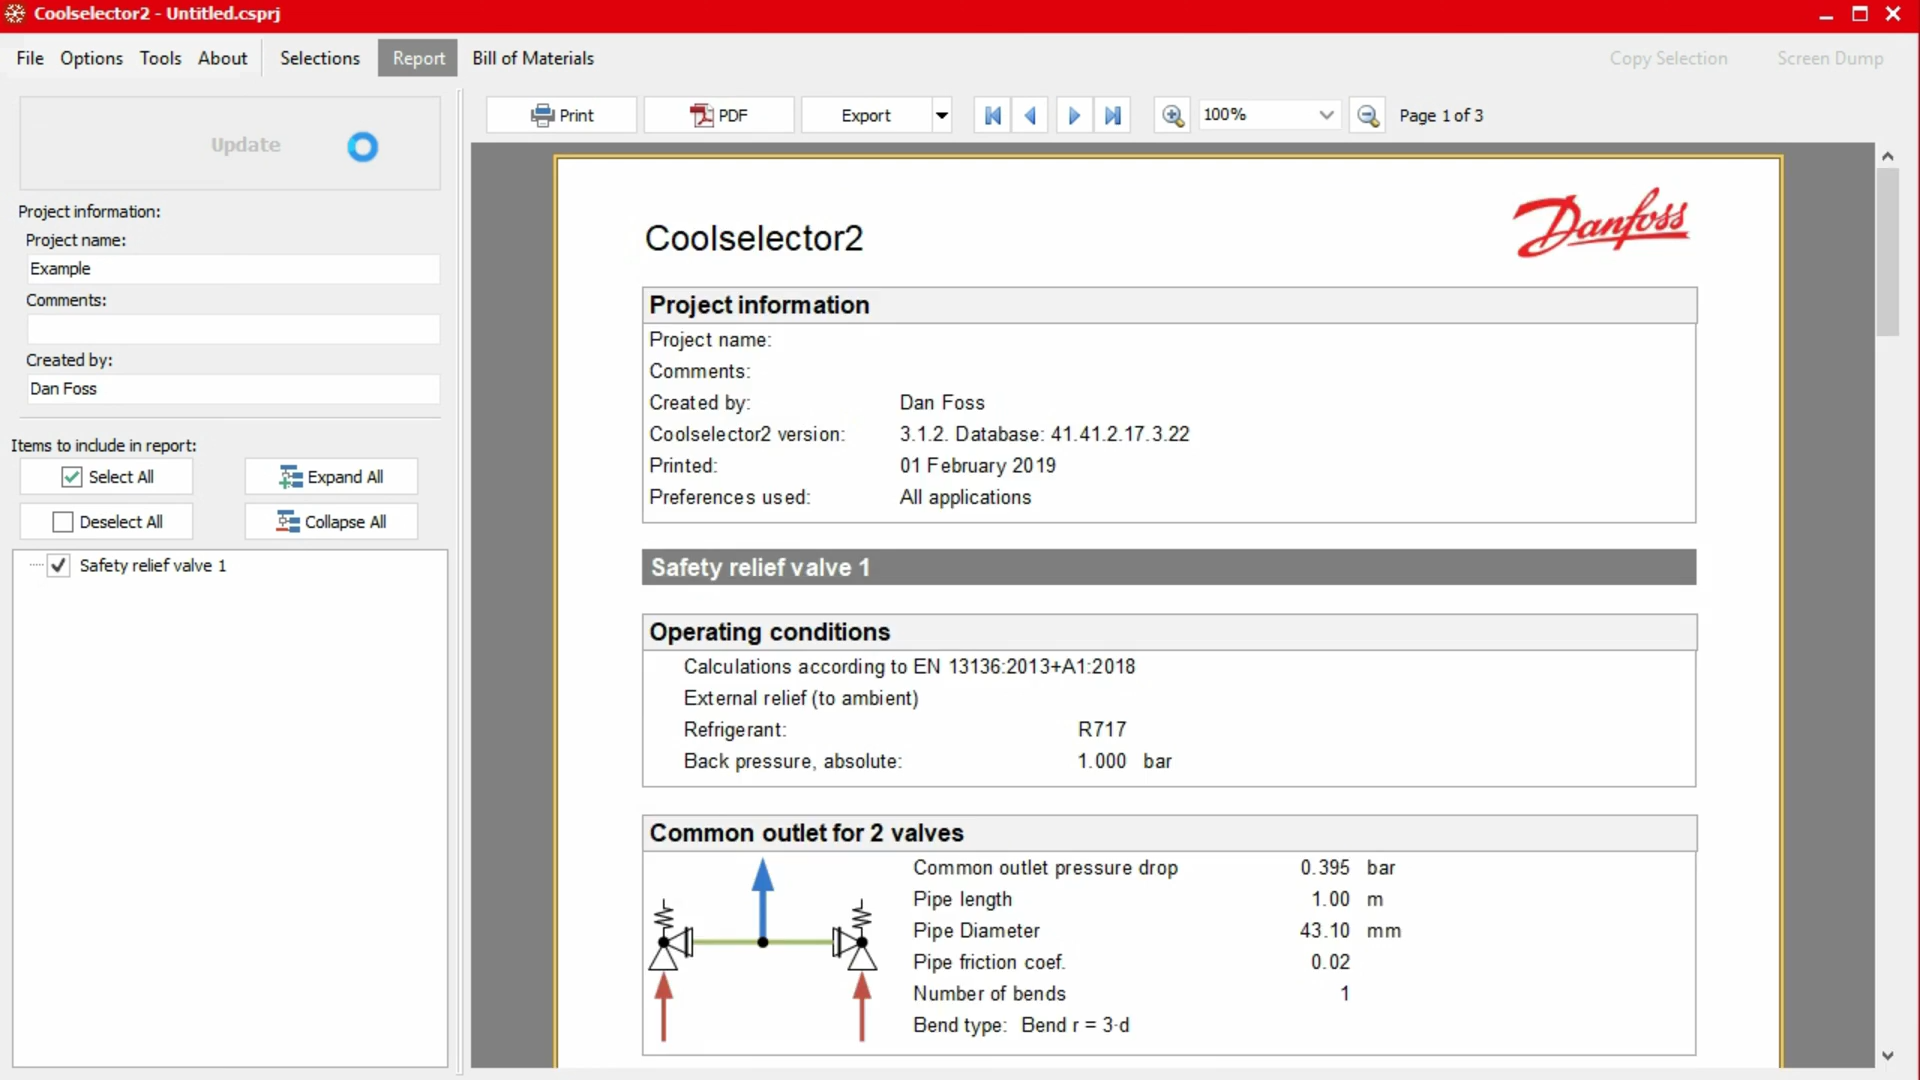 Coolselector2 - Untitled.csprj
File Options Tools About Selections Report Bill of Materials Copy Selection Screen Dump
Update
Print PDF Export 100% Page 1 of 3
Project information:
Project name:
Example
Comments:
Created by:
Dan Foss
Items to include in report:
Select All Expand All
Deselect All Collapse All
Safety relief valve 1
Danfoss
Coolselector2
Project information
Project name:
Comments:
Created by: Dan Foss
Coolselector2 version: 3.1.2. Database: 41.41.2.17.3.22
Printed: 01 February 2019
Preferences used: All applications
Safety relief valve 1
Operating conditions
Calculations according to EN 13136:2013+A1:2018
External relief (to ambient)
Refrigerant: R717
Back pressure, absolute: 1.000 bar
Common outlet for 2 valves
Common outlet pressure drop 0.395 bar
Pipe length 1.00 m
Pipe Diameter 43.10 mm
Pipe friction coef. 0.02
Number of bends 1
Bend type: Bend r = 3·d